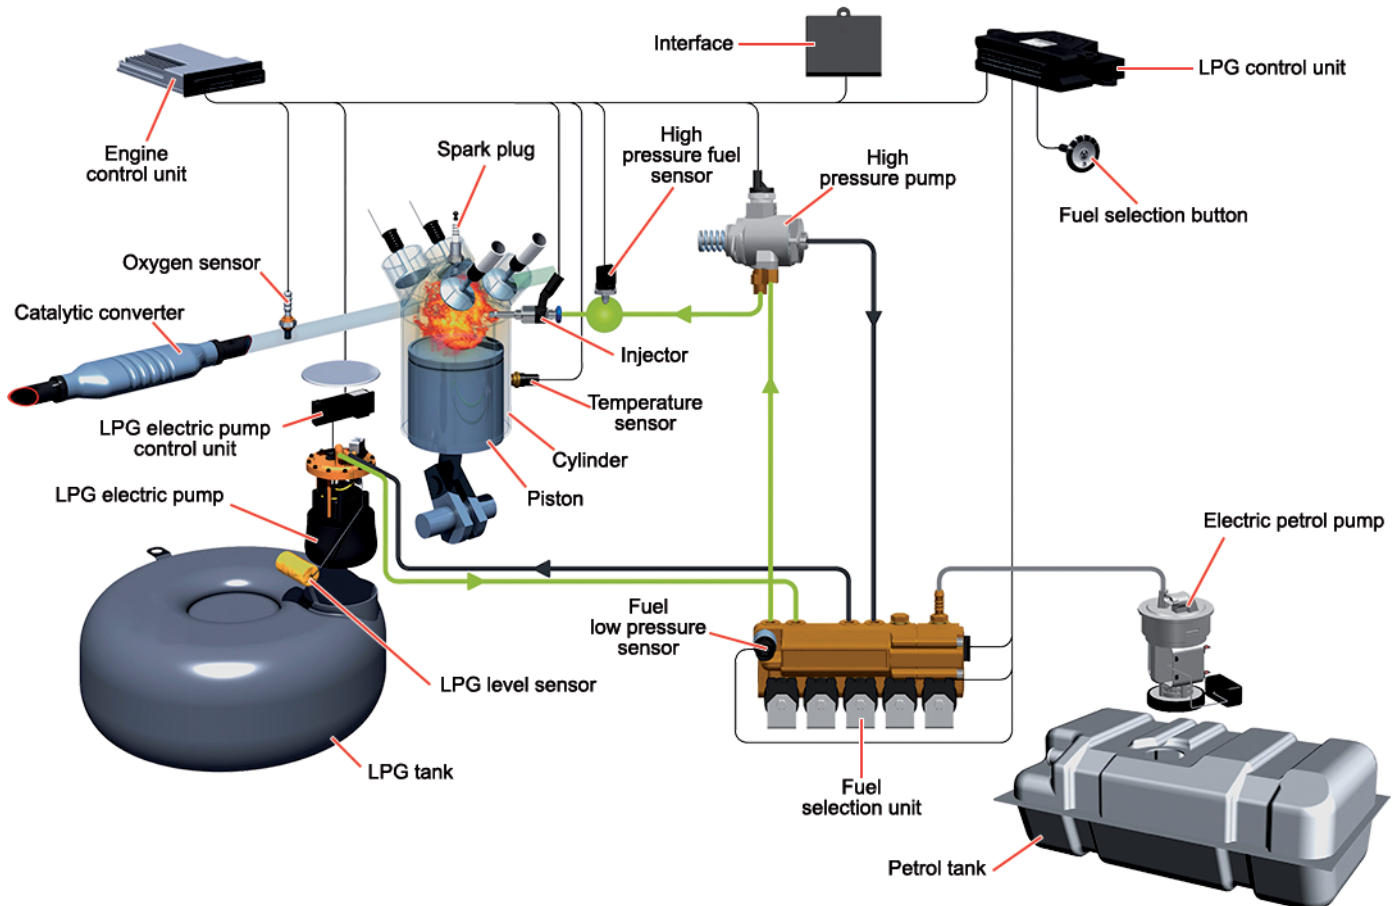 Interface
LPG control unit
Engine
control unit
Spark plug
High
pressure fuel
sensor
High
pressure pump
Fuel selection button
Oxygen sensor
Catalytic converter
Injector
Temperature
sensor
LPG electric pump
control unit
Cylinder
LPG electric pump
Piston
Electric petrol pump
Fuel
low pressure
sensor
LPG level sensor
LPG tank
Fuel
selection unit
Petrol tank